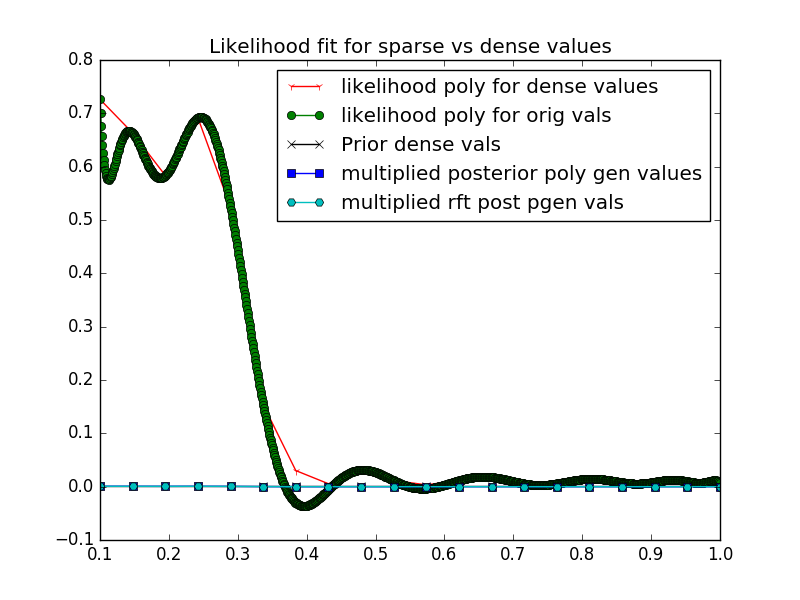 Likelihood fit for sparse vs dense values
0.8
0.7
0.6
0.5
0.4
0.3
0.2
0.1
0.0
−0.1
likelihood poly for dense values
likelihood poly for orig vals
Prior dense vals
multiplied posterior poly gen values
multiplied rft post pgen vals
0.1 0.2 0.3 0.4 0.5 0.6 0.7 0.8 0.9 1.0